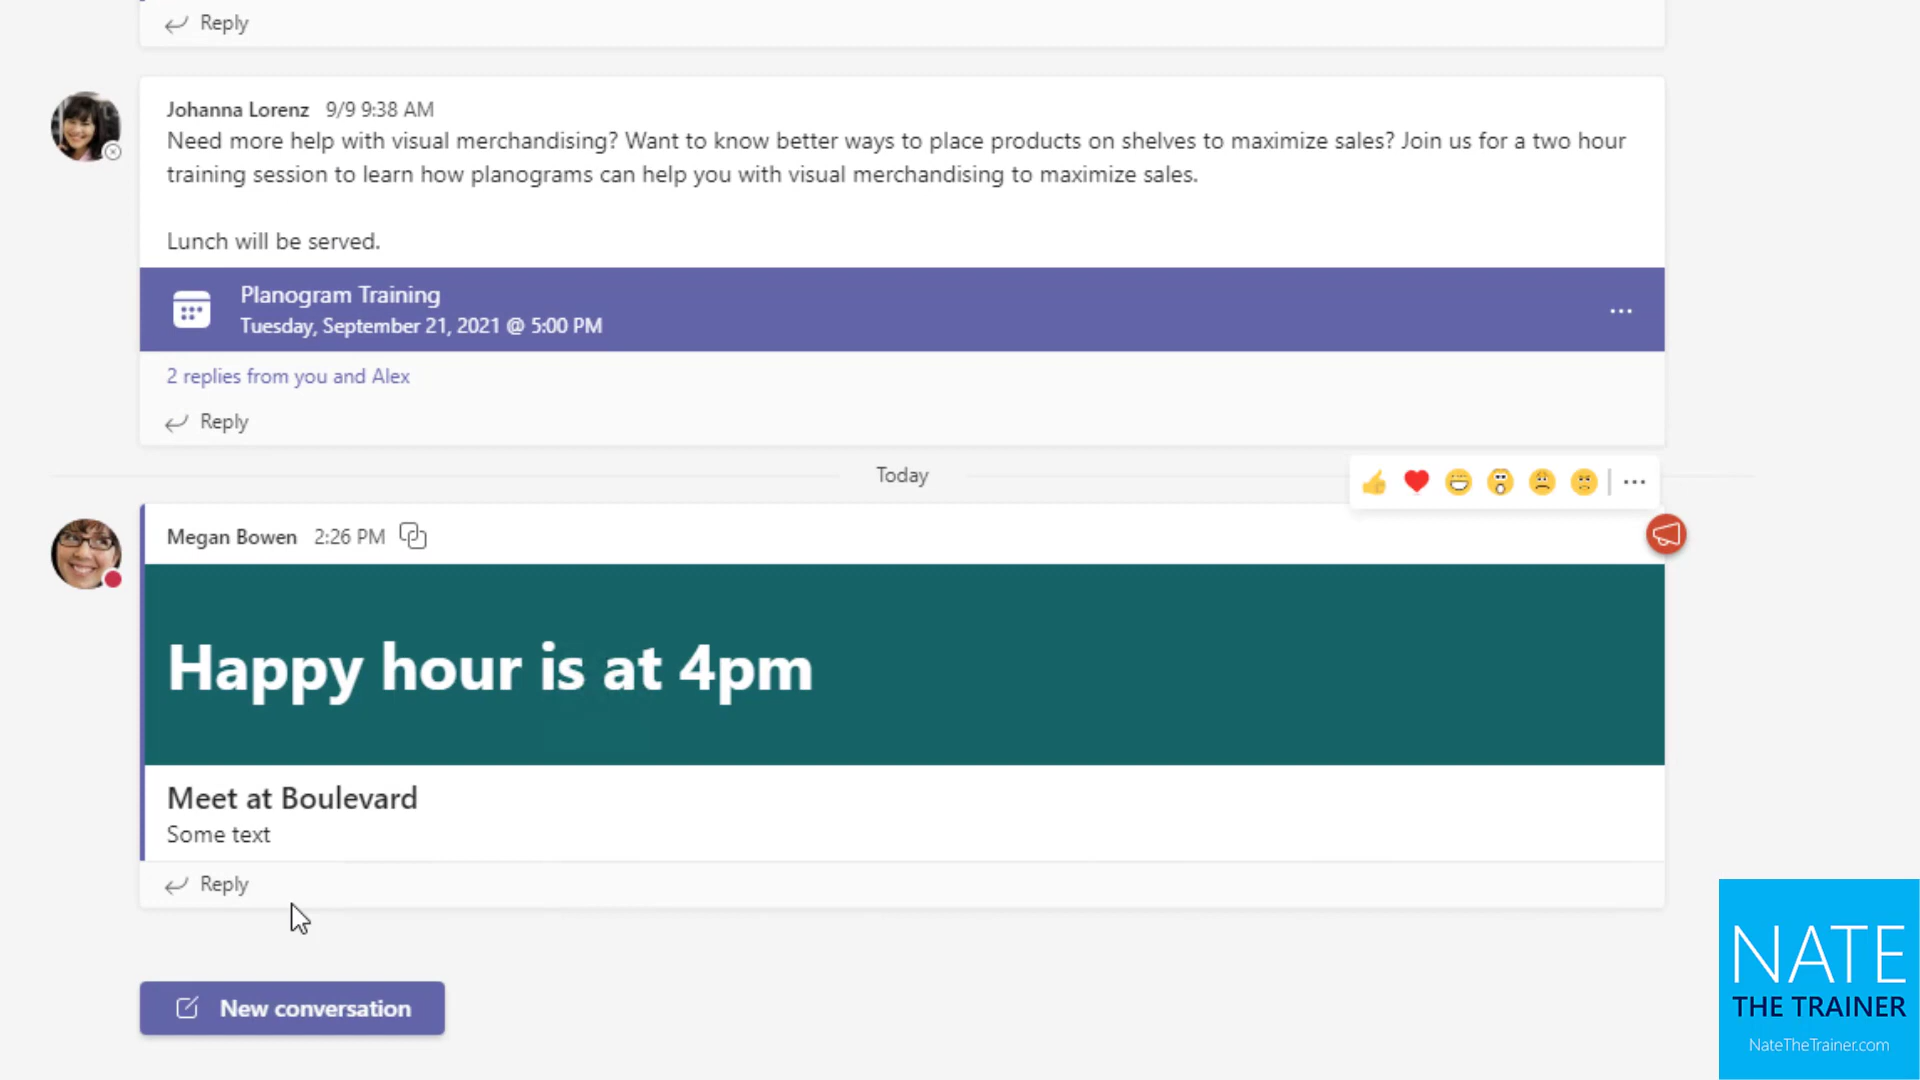 Reply
Johanna Lorenz 9/9 9:38 AM
Need more help with visual merchandising? Want to know better ways to place products on shelves to maximize sales? Join us for a two hour
training session to learn how planograms can help you with visual merchandising to maximize sales.
Lunch will be served.
Planogram Training
Tuesday, September 21, 2021 @ 5:00 PM
2 replies from you and Alex
Reply
Today
Megan Bowen 2:26 PM
Happy hour is at 4pm
Meet at Boulevard
Some text
Reply
New conversation
NATE
THE TRAINER
NateTheTrainer.com